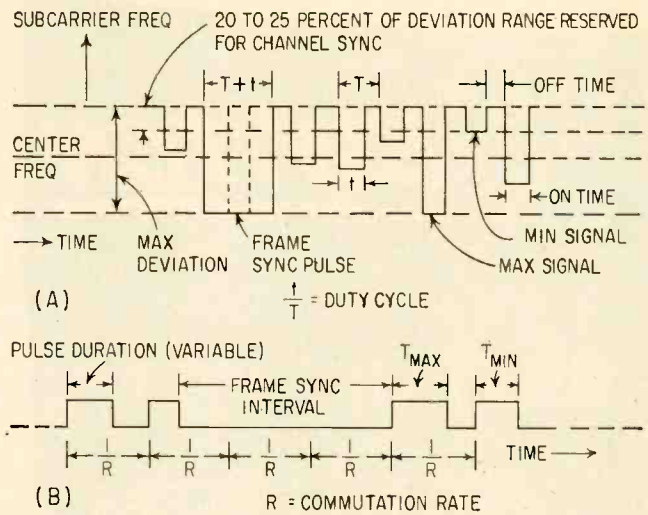 SUBCARRIER FREQ
20 TO 25 PERCENT OF DEVIATION RANGE RESERVED
FOR CHANNEL SYNC
T + t
T
OFF TIME
CENTER
FREQ
t
ON TIME
TIME
MAX
DEVIATION
FRAME
SYNC PULSE
MIN SIGNAL
MAX SIGNAL
(A)
t/T = DUTY CYCLE
PULSE DURATION (VARIABLE)
FRAME SYNC
INTERVAL
TMAX
TMIN
1/R
1/R
1/R
1/R
1/R
TIME
(B)
R = COMMUTATION RATE